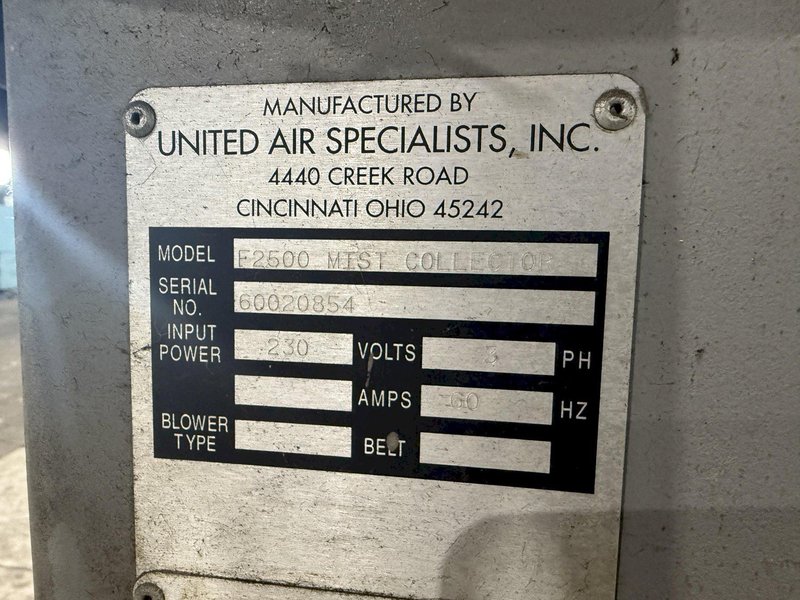 MANUFACTURED BY
UNITED AIR SPECIALISTS, INC.
4440 CREEK ROAD
CINCINNATI OHIO 45242
MODEL F2500 MIST COLLECTOR
SERIAL NO. 60020854
INPUT POWER 230 VOLTS 3 PH
AMPS 60 HZ
BLOWER TYPE BELT